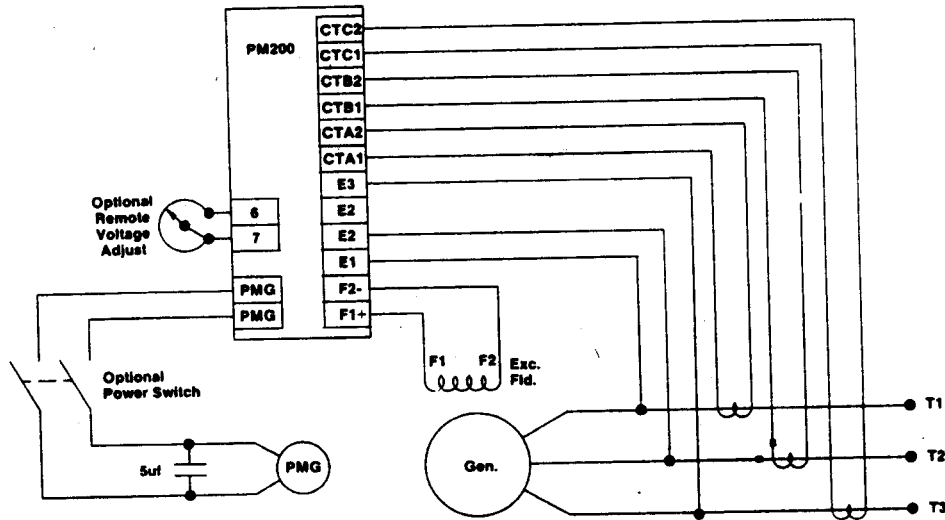 PM200
CTC2
CTC1
CTB2
CTB1
CTA2
CTA1
E3
E2
E2
E1
F2-
F1+
Optional
Remote
Voltage
Adjust
6
7
PMG
PMG
F1
F2
Exc.
Fld.
Optional
Power Switch
5uf
PMG
Gen.
T1
T2
T3